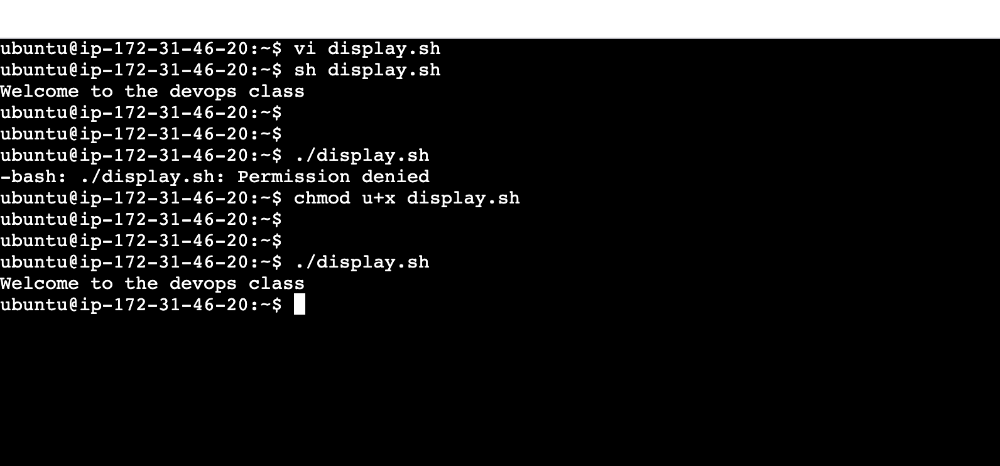 ubuntu@ip-172-31-46-20:~$ vi display.sh
ubuntu@ip-172-31-46-20:~$ sh display.sh
Welcome to the devops class
ubuntu@ip-172-31-46-20:~$
ubuntu@ip-172-31-46-20:~$
ubuntu@ip-172-31-46-20:~$ ./display.sh
-bash: ./display.sh: Permission denied
ubuntu@ip-172-31-46-20:~$ chmod u+x display.sh
ubuntu@ip-172-31-46-20:~$
ubuntu@ip-172-31-46-20:~$
ubuntu@ip-172-31-46-20:~$ ./display.sh
Welcome to the devops class
ubuntu@ip-172-31-46-20:~$